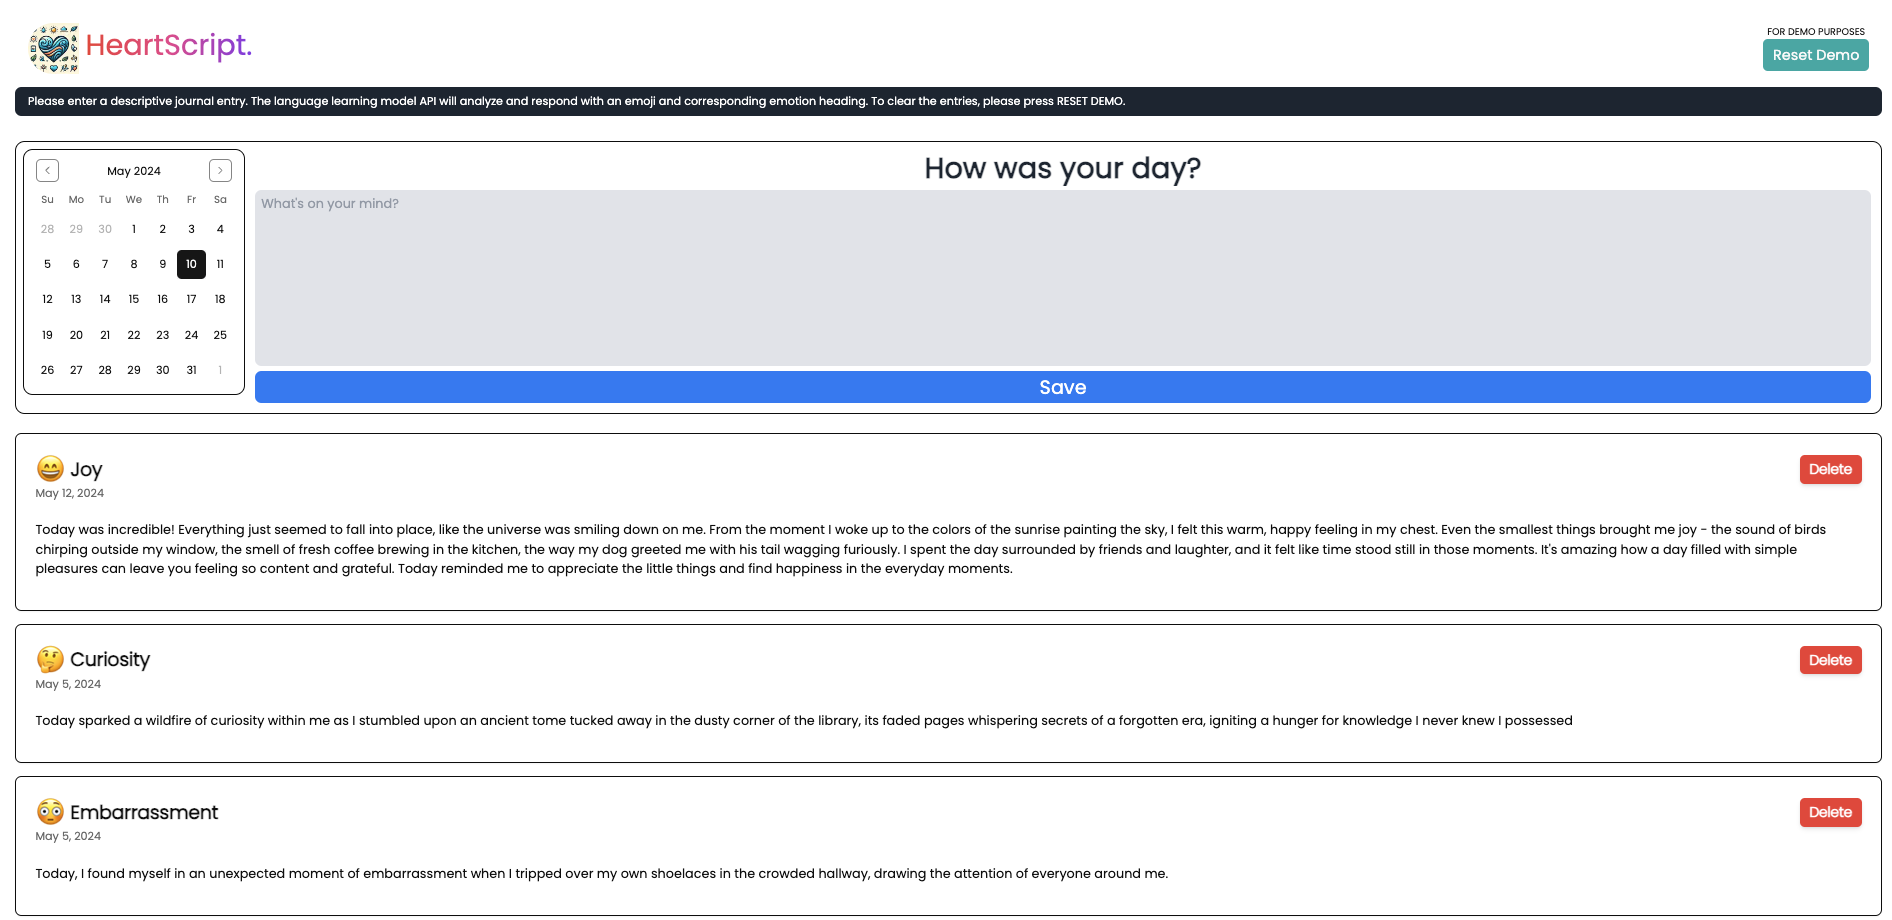 HeartScript.
FOR DEMO PURPOSES
Reset Demo
Please enter a descriptive journal entry. The language learning model API will analyze and respond with an emoji and corresponding emotion heading. To clear the entries, please press RESET DEMO.
May 2024
Su Mo Tu We Th Fr Sa
28 29 30 1 2 3 4
5 6 7 8 9 10 11
12 13 14 15 16 17 18
19 20 21 22 23 24 25
26 27 28 29 30 31 1
How was your day?
What's on your mind?
Save
😄 Joy
Delete
May 12, 2024
Today was incredible! Everything just seemed to fall into place, like the universe was smiling down on me. From the moment I woke up to the colors of the sunrise painting the sky, I felt this warm, happy feeling in my chest. Even the smallest things brought me joy - the sound of birds
chirping outside my window, the smell of fresh coffee brewing in the kitchen, the way my dog greeted me with his tail wagging furiously. I spent the day surrounded by friends and laughter, and it felt like time stood still in those moments. It's amazing how a day filled with simple
pleasures can leave you feeling so content and grateful. Today reminded me to appreciate the little things and find happiness in the everyday moments.
🤔 Curiosity
Delete
May 5, 2024
Today sparked a wildfire of curiosity within me as I stumbled upon an ancient tome tucked away in the dusty corner of the library, its faded pages whispering secrets of a forgotten era, igniting a hunger for knowledge I never knew I possessed
😳 Embarrassment
Delete
May 5, 2024
Today, I found myself in an unexpected moment of embarrassment when I tripped over my own shoelaces in the crowded hallway, drawing the attention of everyone around me.